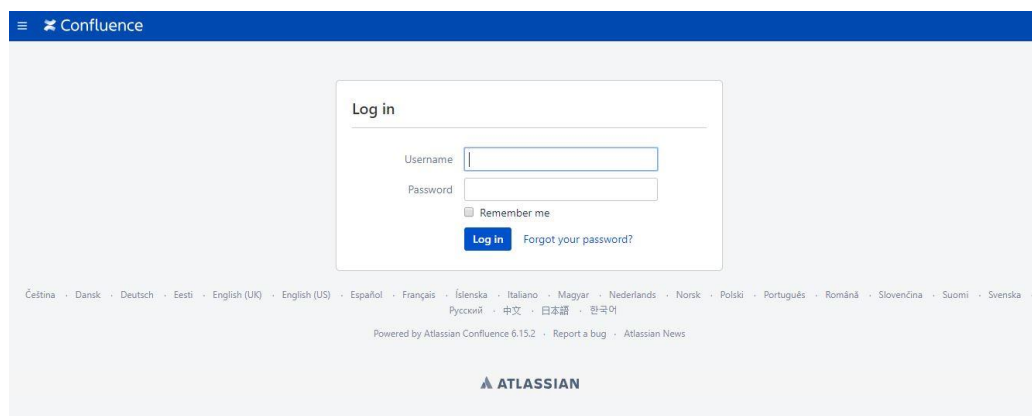 ≡ Confluence
Log in
Username
Password
Remember me
Log in Forgot your password?
Čeština · Dansk · Deutsch · Eesti · English (UK) · English (US) · Español · Français · Íslenska · Italiano · Magyar · Nederlands · Norsk · Polski · Português · Română · Slovenčina · Suomi · Svenska ·
Русский · 中文 · 日本語 · 한국어
Powered by Atlassian Confluence 6.15.2 · Report a bug · Atlassian News
ATLASSIAN